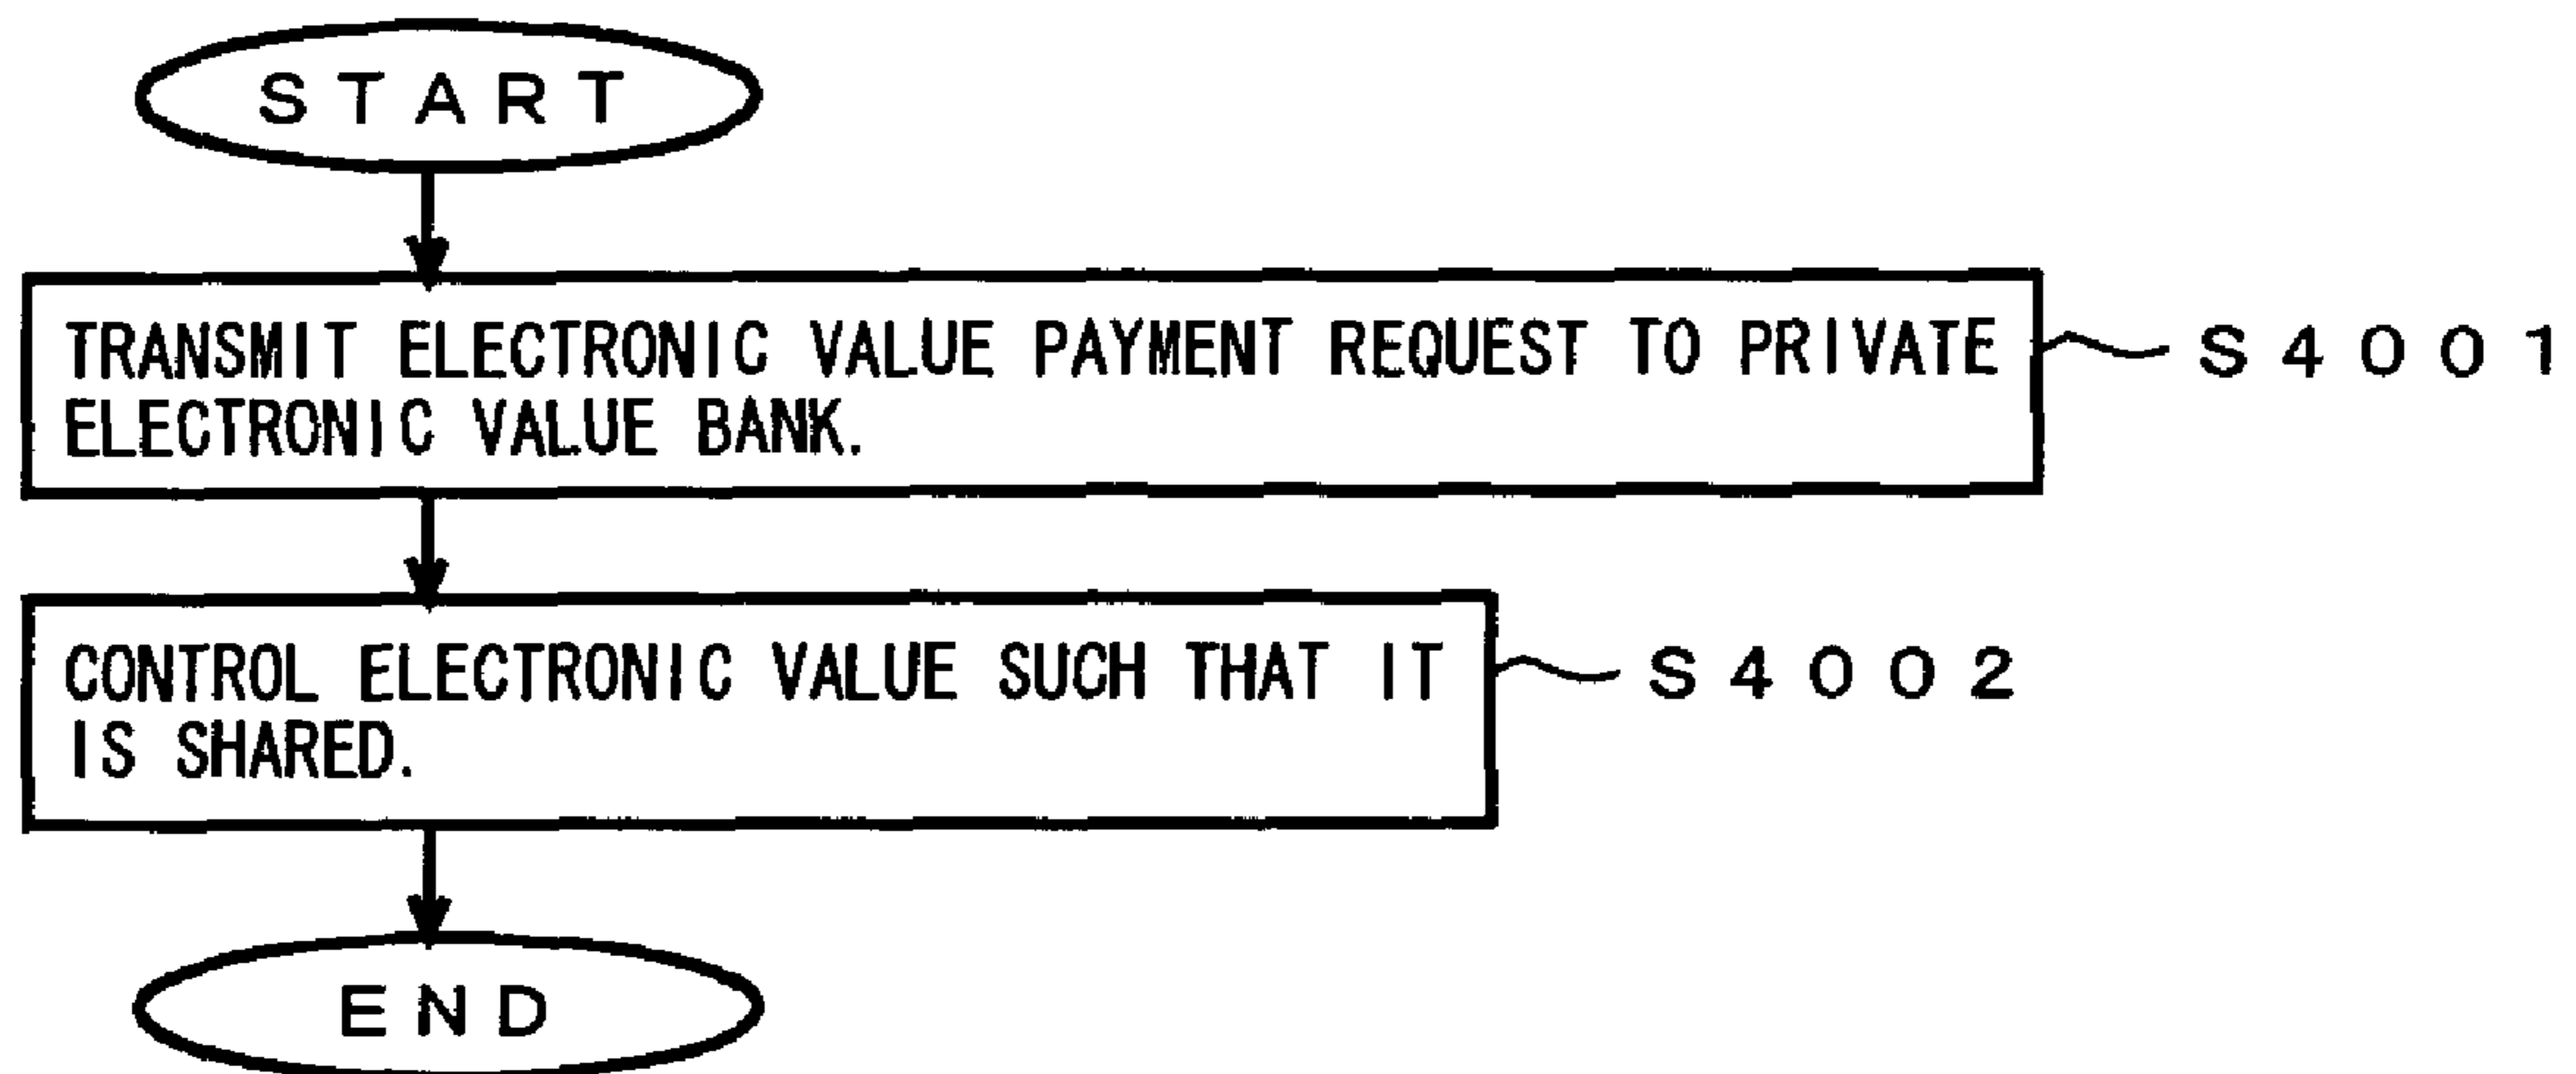 START
TRANSMIT ELECTRONIC VALUE PAYMENT REQUEST TO PRIVATE
ELECTRONIC VALUE BANK.
S4001
CONTROL ELECTRONIC VALUE SUCH THAT IT
IS SHARED.
S4002
END